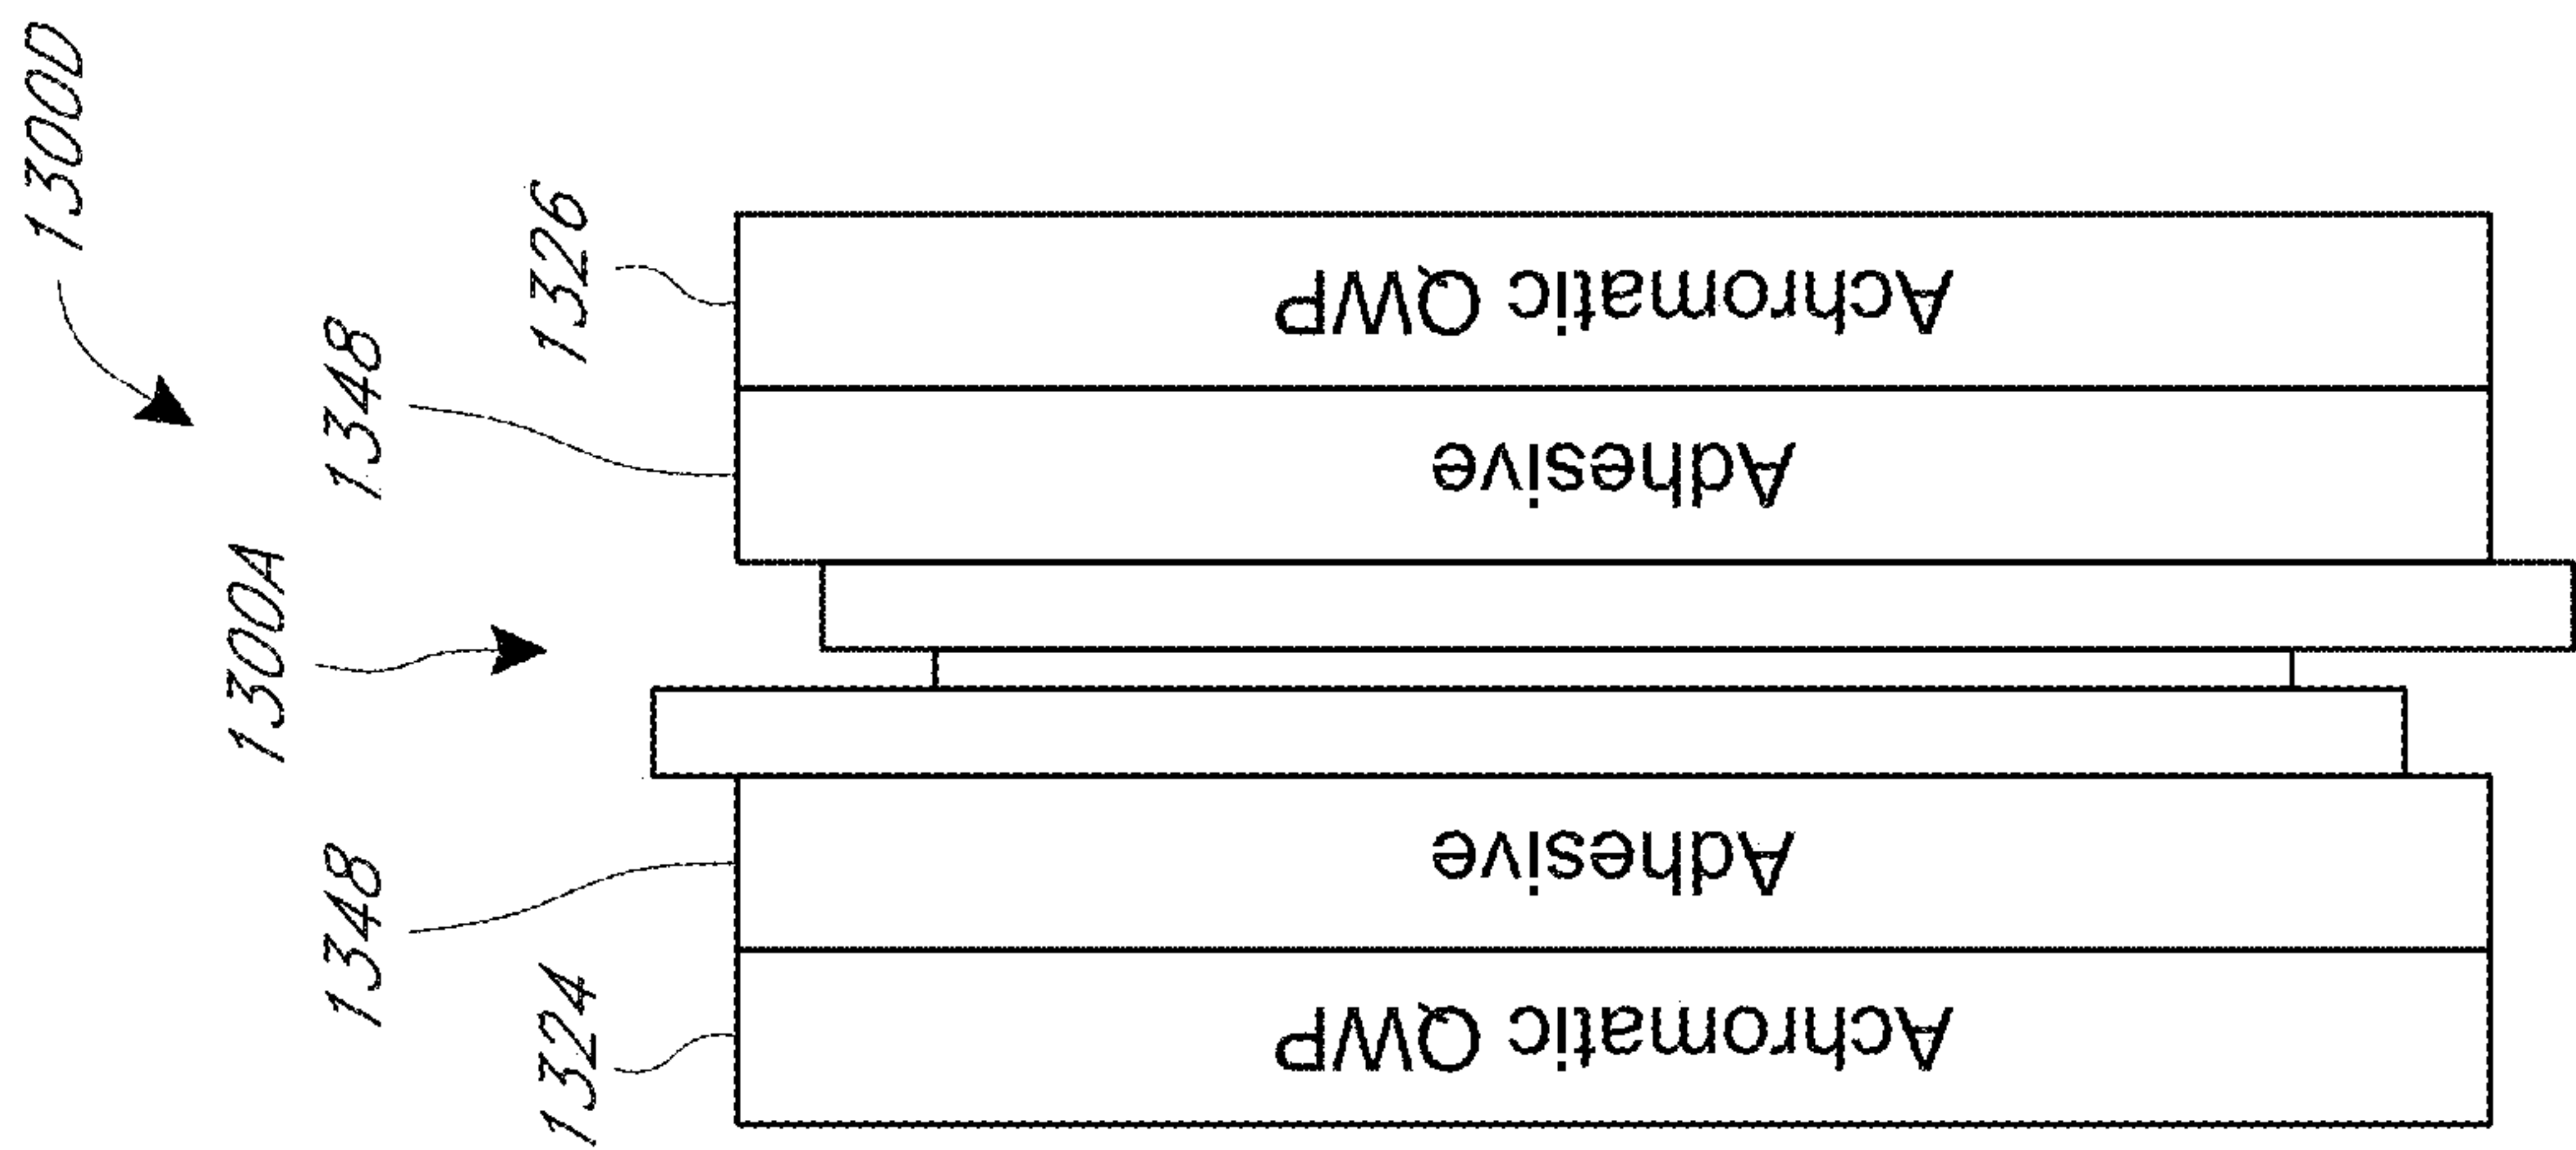 1300D
1326
Achromatic QWP
1348
Adhesive
1300A
1348
Adhesive
1324
Achromatic QWP